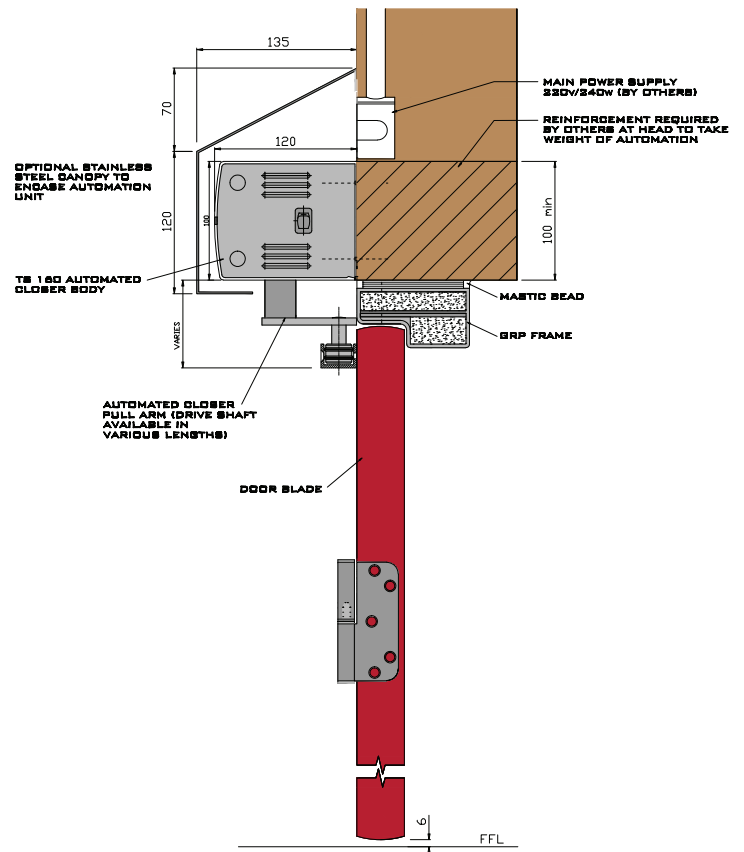 135
70
MAIN POWER SUPPLY
220v/240w (BY OTHERS)
REINFORCEMENT REQUIRED
BY OTHERS AT HEAD TO TAKE
WEIGHT OF AUTOMATION
120
OPTIONAL STAINLESS
STEEL CANOPY TO
ENCASE AUTOMATION
UNIT
120
100
100 min
TS 160 AUTOMATED
CLOSER BODY
MASTIC BEAD
VARIES
GRP FRAME
AUTOMATED CLOSER
PULL ARM (DRIVE SHAFT
AVAILABLE IN
VARIOUS LENGTHS)
DOOR BLADE
6
FFL